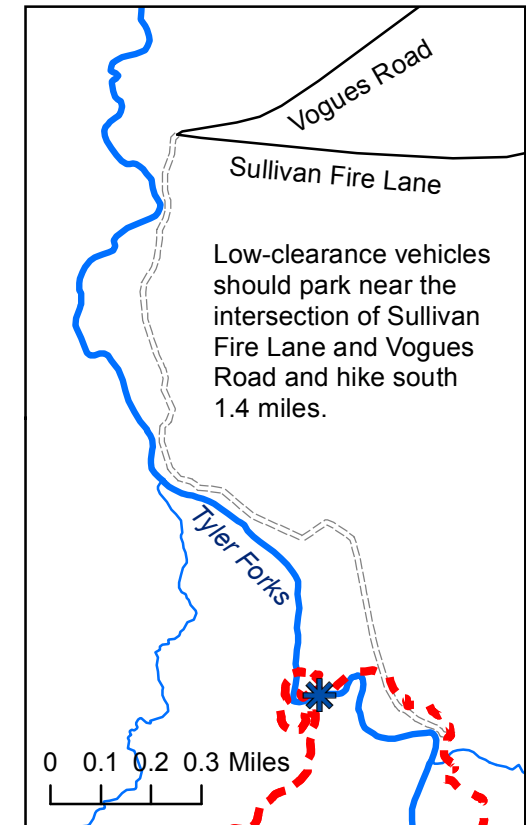 Vogues Road
Sullivan Fire Lane
Low-clearance vehicles
should park near the
intersection of Sullivan
Fire Lane and Vogues
Road and hike south
1.4 miles.
Tyler Forks
0 0.1 0.2 0.3 Miles